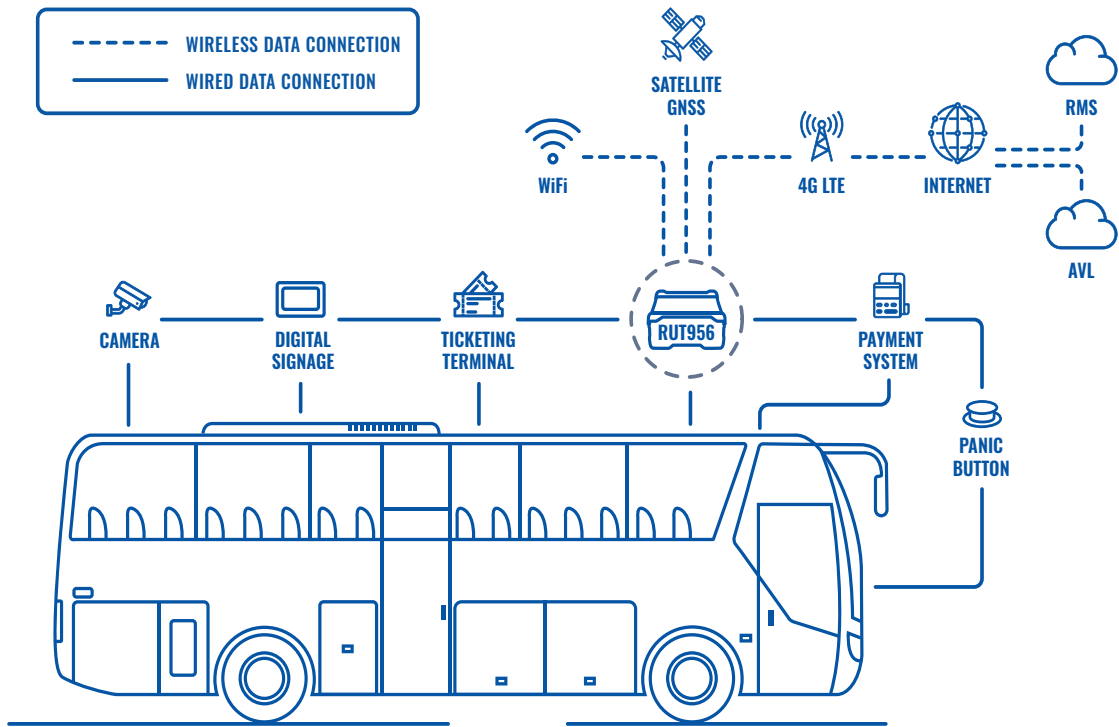 WIRELESS DATA CONNECTION
WIRED DATA CONNECTION
SATELLITE
GNSS
RMS
WiFi
4G LTE
INTERNET
AVL
CAMERA
DIGITAL
SIGNAGE
TICKETING
TERMINAL
RUT956
PAYMENT
SYSTEM
PANIC
BUTTON